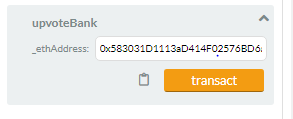 upvoteBank
_ethAddress: 0x583031D1113aD414F02576BD6
transact